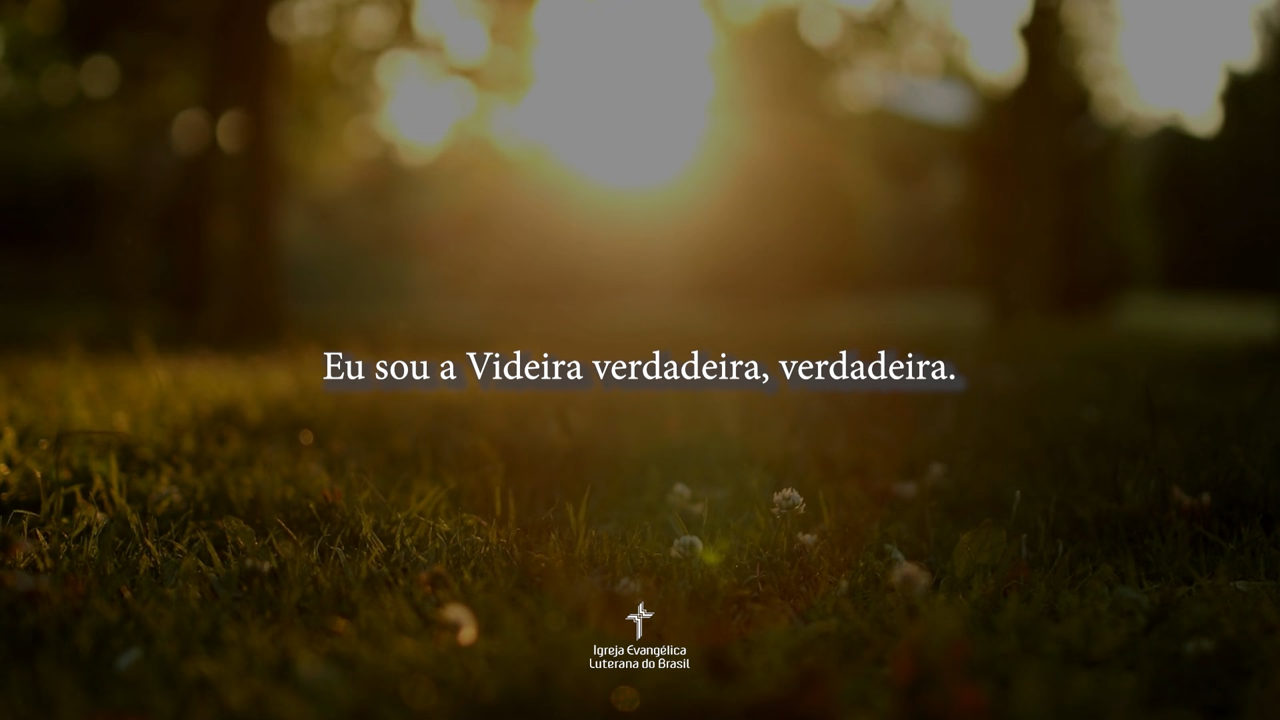 Eu sou a Videira verdadeira, verdadeira.
Igreja Evangélica
Luterana do Brasil